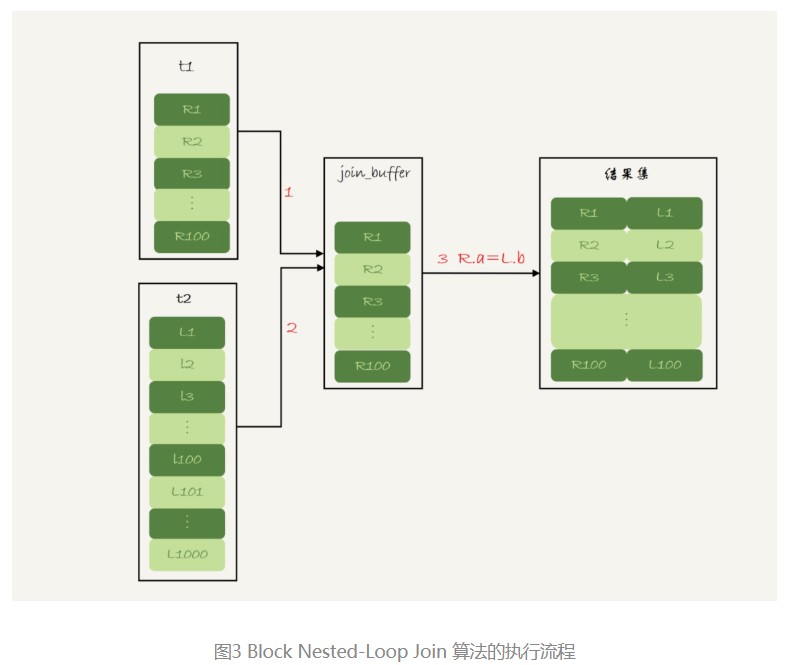 t1
R1
R2
R3
⋮
R100
t2
L1
l2
l3
⋮
l100
L101
⋮
L1000
1
2
join_buffer
R1
R2
R3
⋮
R100
3 R.a=L.b
结果集
R1 L1
R2 L2
R3 L3
⋮
R100 L100
图3 Block Nested-Loop Join 算法的执行流程